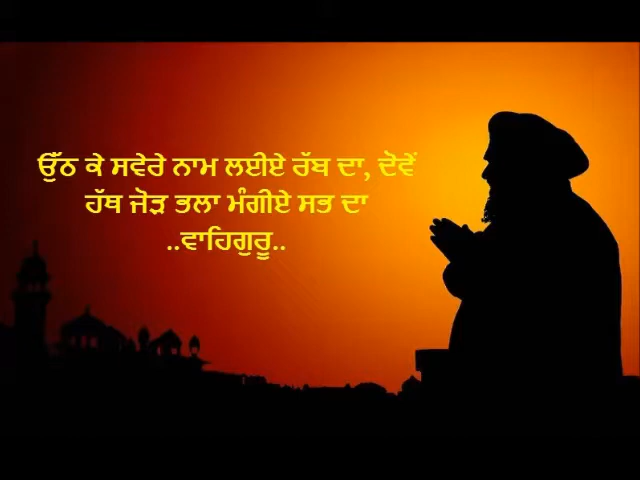 ਉੱਠ ਕੇ ਸਵੇਰੇ ਨਾਮ ਲਈਏ ਰੱਬ ਦਾ, ਦੋਵੇਂ
ਹੱਥ ਜੋੜ ਭਲਾ ਮੰਗੀਏ ਸਭ ਦਾ
..ਵਾਹਿਗੁਰੂ..